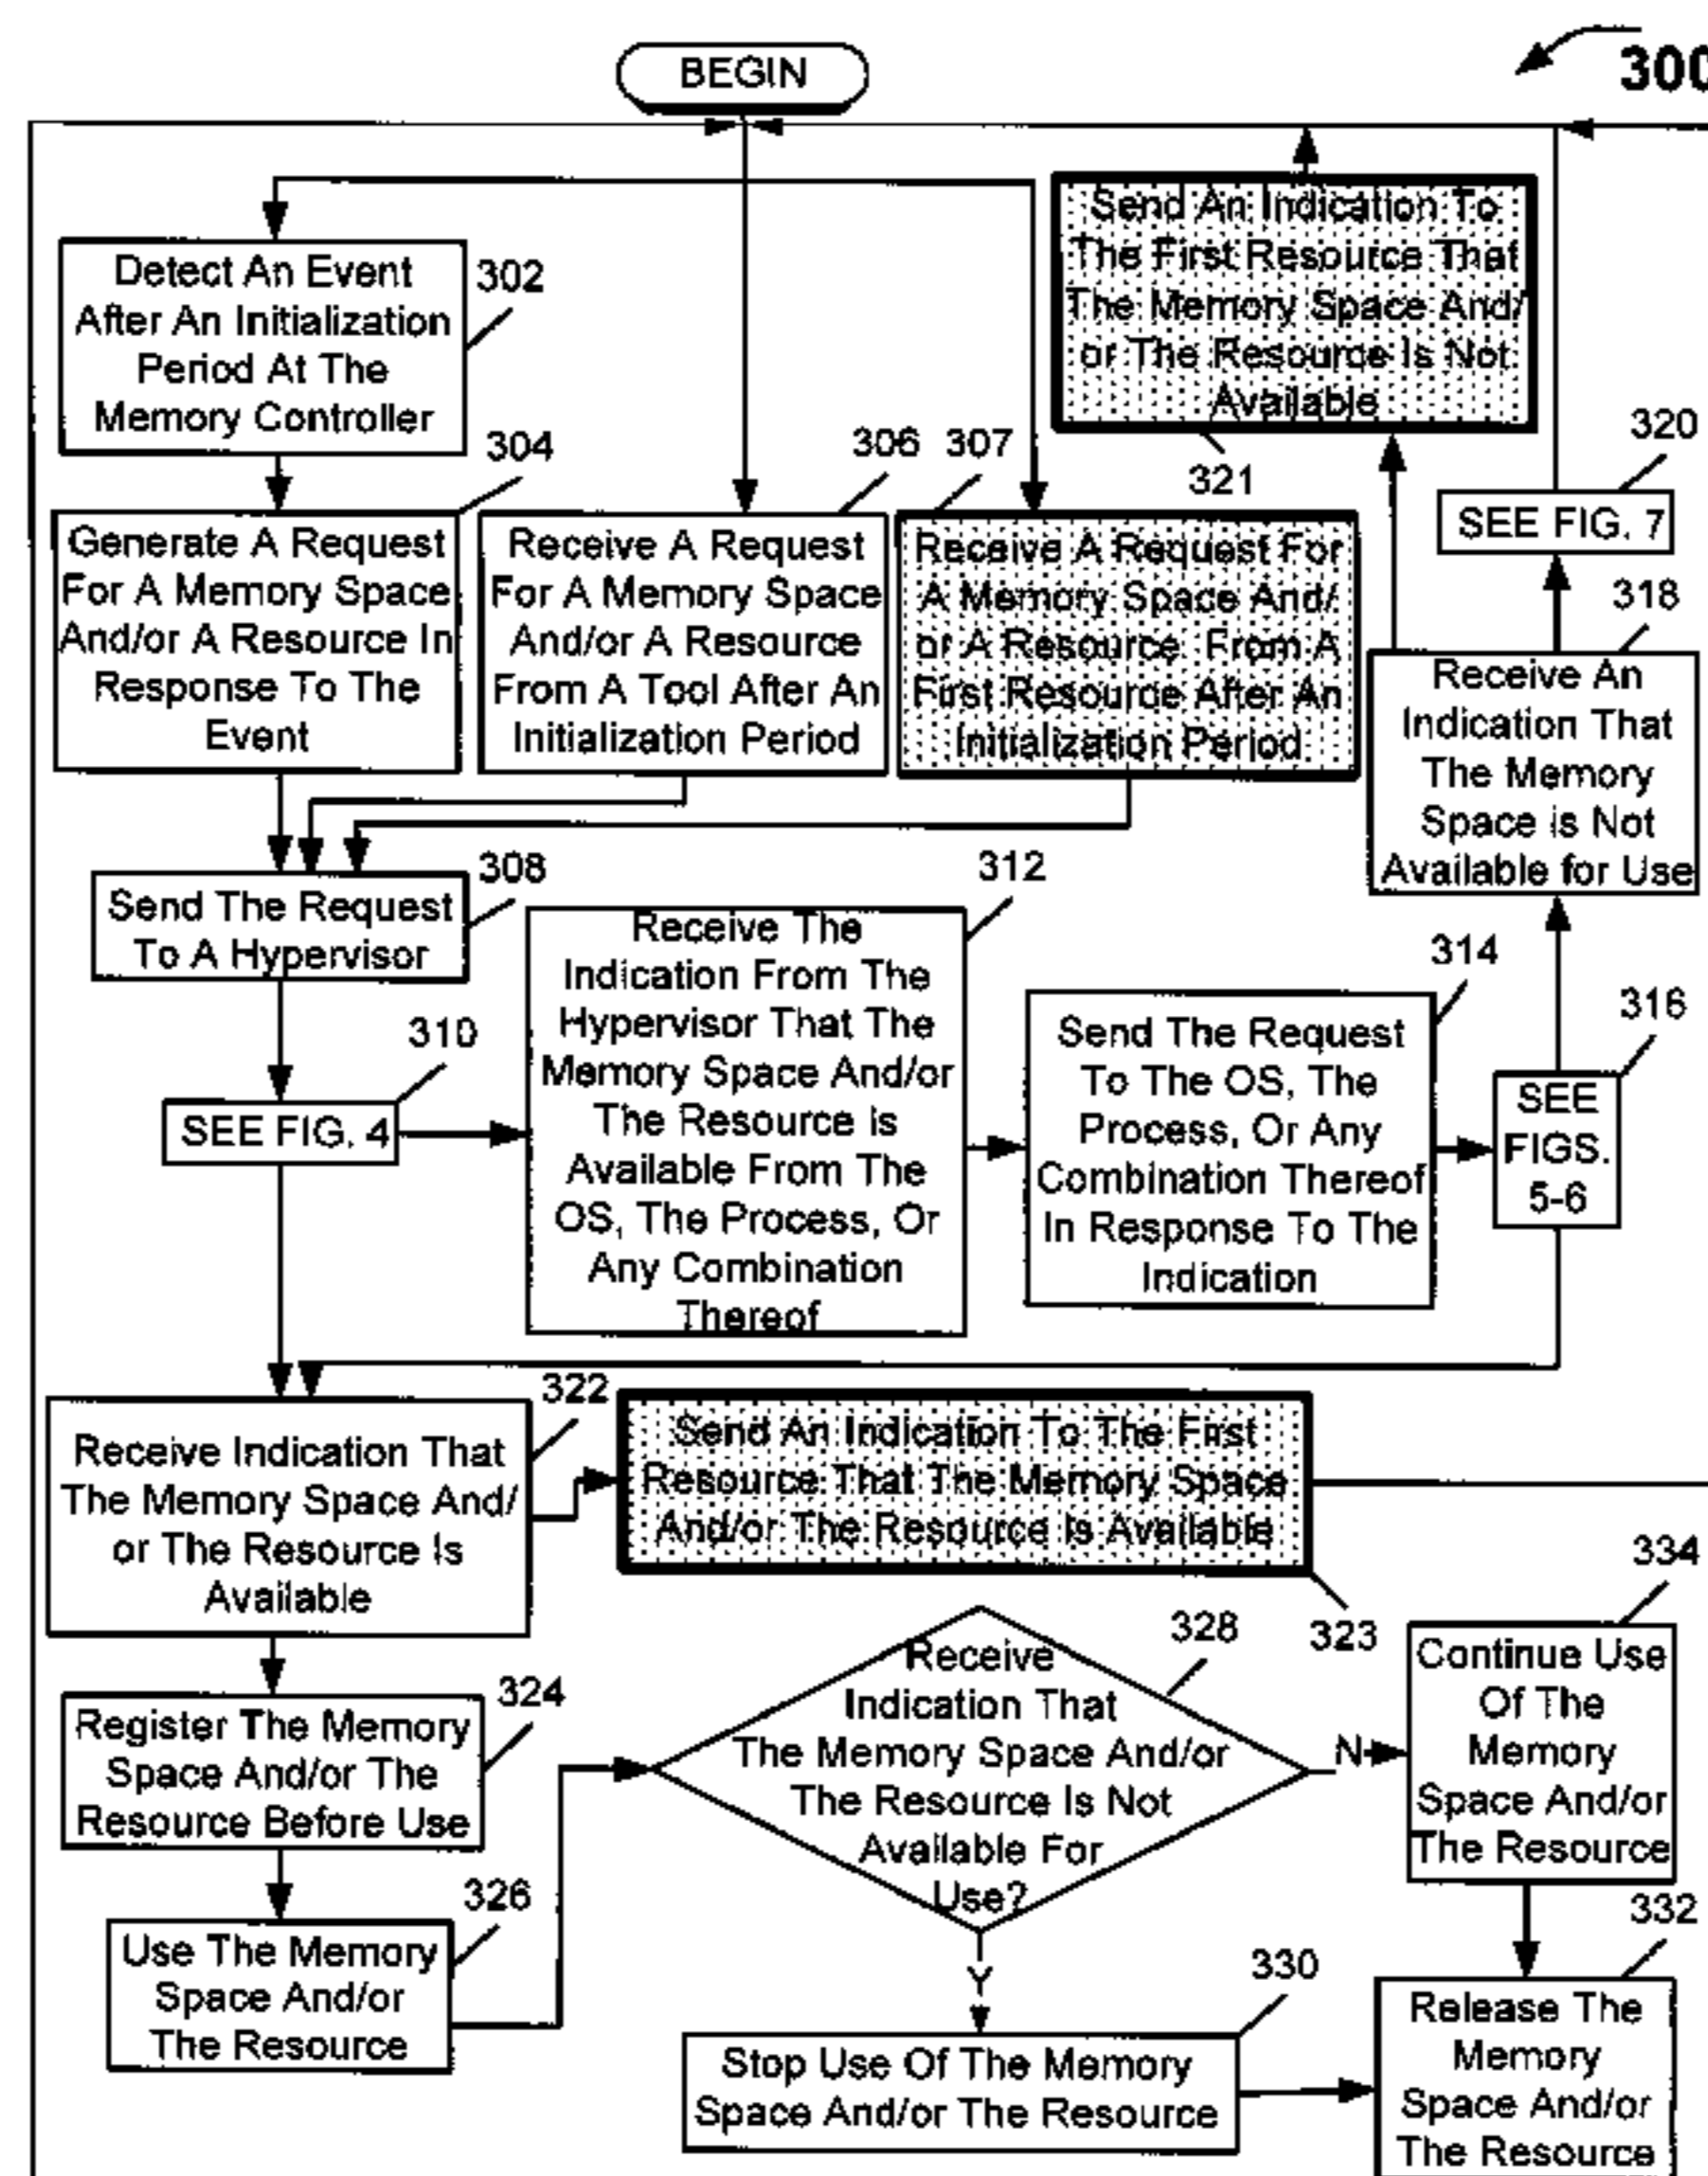 BEGIN
300
Detect An Event
After An Initialization
Period At The
Memory Controller
302
Send An Indication To
The First Resource That
The Memory Space And/
or The Resource Is Not
Available
321
304
306
307
320
SEE FIG. 7
Generate A Request
For A Memory Space
And/or A Resource In
Response To The
Event
Receive A Request
For A Memory Space
And/or A Resource
From A Tool After An
Initialization Period
Receive A Request For
A Memory Space And/
or A Resource From A
First Resource After An
Initialization Period
318
Receive An
Indication That
The Memory
Space is Not
Available for Use
308
Send The Request
To A Hypervisor
312
Receive The
Indication From The
Hypervisor That The
Memory Space And/or
The Resource Is
Available From The
OS, The Process, Or
Any Combination
Thereof
314
Send The Request
To The OS, The
Process, Or Any
Combination Thereof
In Response To The
Indication
316
SEE
FIGS.
5-6
310
SEE FIG. 4
322
Receive Indication That
The Memory Space And/
or The Resource Is
Available
Send An Indication To The First
Resource That The Memory Space
And/or The Resource Is Available
323
324
Register The Memory
Space And/or The
Resource Before Use
328
Receive
Indication That
The Memory Space And/or
The Resource Is Not
Available For
Use?
N
Y
334
Continue Use
Of The
Memory
Space And/or
The Resource
326
Use The Memory
Space And/or
The Resource
330
Stop Use Of The Memory
Space And/or The Resource
332
Release The
Memory
Space And/or
The Resource